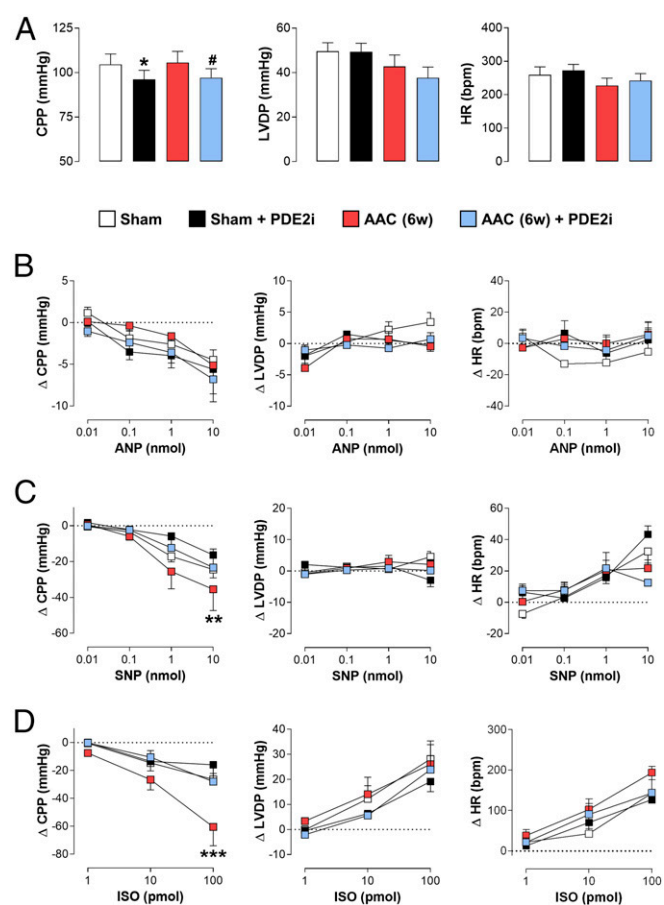 A
CPP (mmHg)
125
100
75
50
*
#
LVDP (mmHg)
60
40
20
0
HR (bpm)
400
300
200
100
0
Sham
Sham + PDE2i
AAC (6w)
AAC (6w) + PDE2i
B
Δ CPP (mmHg)
5
0
-5
-10
0.01 0.1 1 10
ANP (nmol)
Δ LVDP (mmHg)
10
5
0
-5
-10
0.01 0.1 1 10
ANP (nmol)
Δ HR (bpm)
40
20
0
-20
-40
0.01 0.1 1 10
ANP (nmol)
C
Δ CPP (mmHg)
20
0
-20
-40
-60
**
0.01 0.1 1 10
SNP (nmol)
Δ LVDP (mmHg)
20
10
0
-10
-20
0.01 0.1 1 10
SNP (nmol)
Δ HR (bpm)
60
40
20
0
20
0.01 0.1 1 10
SNP (nmol)
D
Δ CPP (mmHg)
20
0
-20
-40
-60
-80
***
1 10 100
ISO (pmol)
Δ LVDP (mmHg)
40
30
20
10
0
-10
1 10 100
ISO (pmol)
Δ HR (bpm)
300
200
100
0
1 10 100
ISO (pmol)